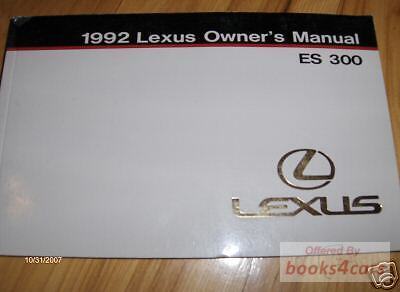 1992 Lexus Owner's Manual
ES 300
LEXUS
Offered By
books4cars
10/31/2007